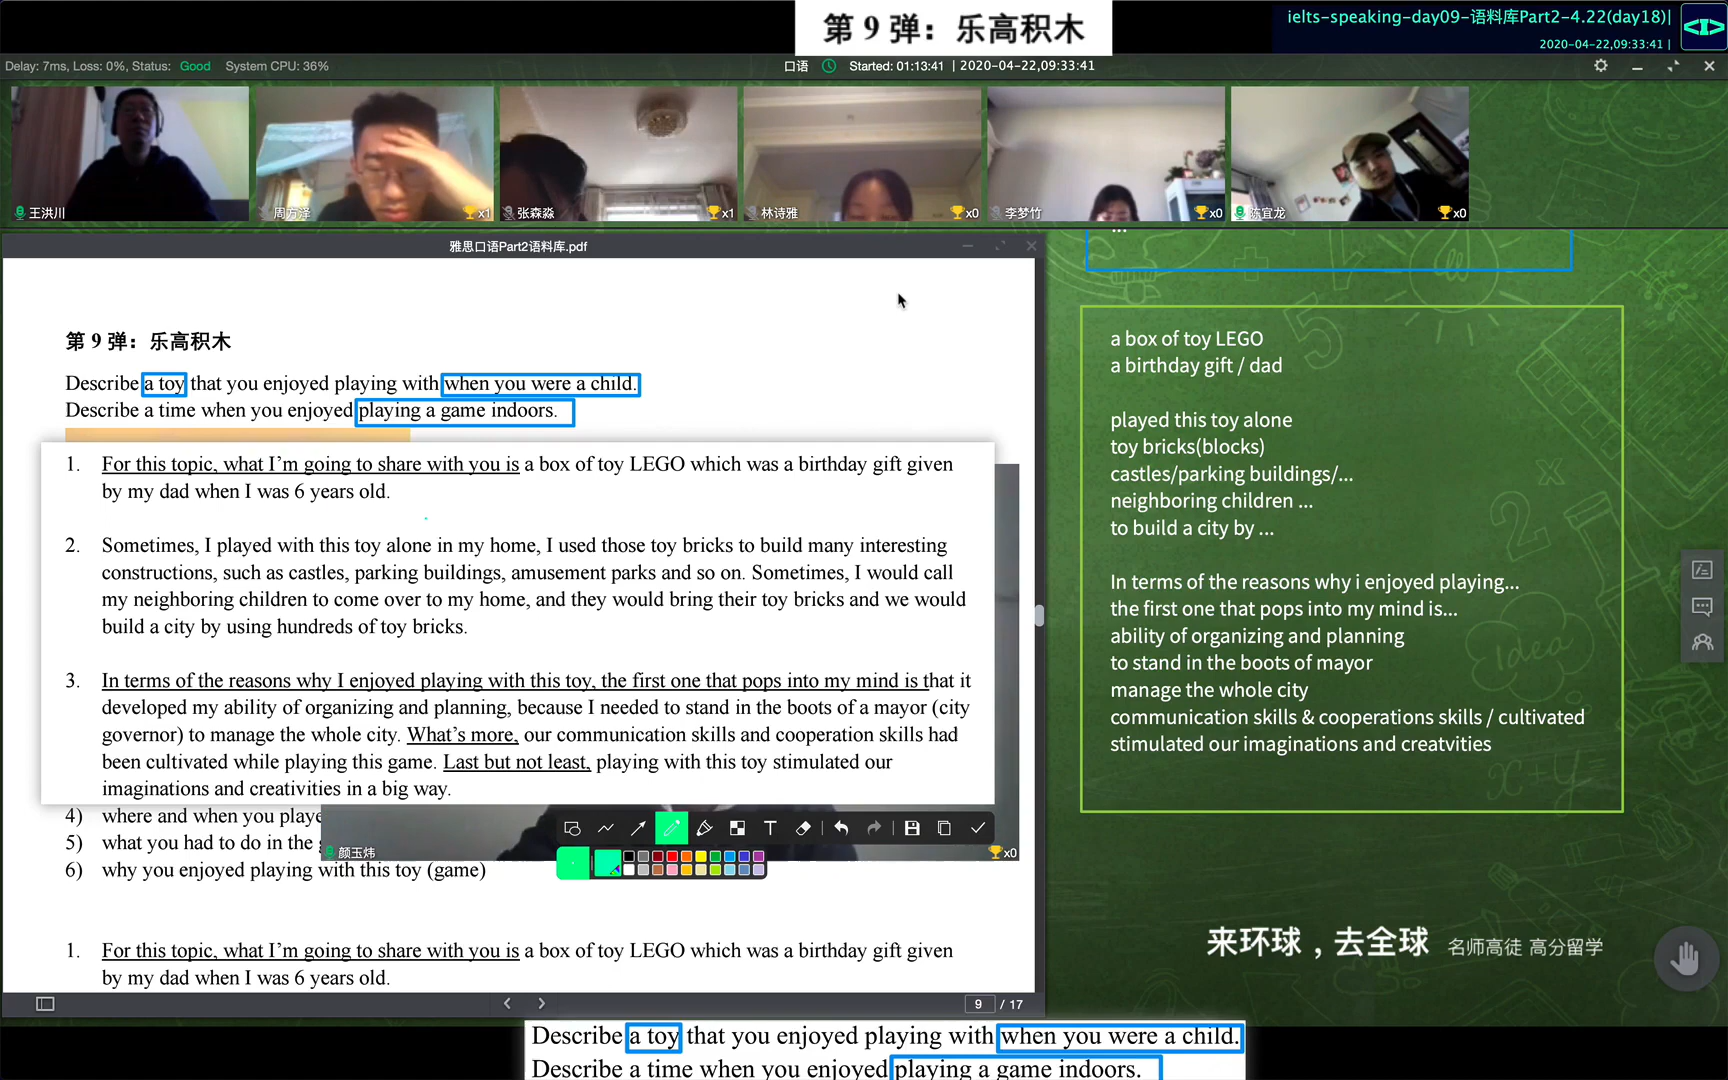 第 9 弹：乐高积木
ielts-speaking-day09-语料库Part2-4.22(day18)|
2020-04-22,09:33:41 |
Delay: 7ms, Loss: 0%, Status: Good System CPU: 36%
口语 Started: 01:13:41 | 2020-04-22,09:33:41
王洪川
周方泽 x1
张森淼 x1
林诗雅 x0
李梦竹 x0
陈宜龙 x0
雅思口语Part2语料库.pdf
第 9 弹：乐高积木
Describe a toy that you enjoyed playing with when you were a child.
Describe a time when you enjoyed playing a game indoors.
1. For this topic, what I'm going to share with you is a box of toy LEGO which was a birthday gift given
by my dad when I was 6 years old.
2. Sometimes, I played with this toy alone in my home, I used those toy bricks to build many interesting
constructions, such as castles, parking buildings, amusement parks and so on. Sometimes, I would call
my neighboring children to come over to my home, and they would bring their toy bricks and we would
build a city by using hundreds of toy bricks.
3. In terms of the reasons why I enjoyed playing with this toy, the first one that pops into my mind is that it
developed my ability of organizing and planning, because I needed to stand in the boots of a mayor (city
governor) to manage the whole city. What's more, our communication skills and cooperation skills had
been cultivated while playing this game. Last but not least, playing with this toy stimulated our
imaginations and creativities in a big way.
4) where and when you playe
5) what you had to do in the
颜玉炜 x0
6) why you enjoyed playing with this toy (game)
1. For this topic, what I'm going to share with you is a box of toy LEGO which was a birthday gift given
by my dad when I was 6 years old.
9 / 17
...
a box of toy LEGO
a birthday gift / dad
played this toy alone
toy bricks(blocks)
castles/parking buildings/...
neighboring children ...
to build a city by ...
In terms of the reasons why i enjoyed playing...
the first one that pops into my mind is...
ability of organizing and planning
to stand in the boots of mayor
manage the whole city
communication skills & cooperations skills / cultivated
stimulated our imaginations and creatvities
来环球，去全球 名师高徒 高分留学
Describe a toy that you enjoyed playing with when you were a child.
Describe a time when you enjoyed playing a game indoors.